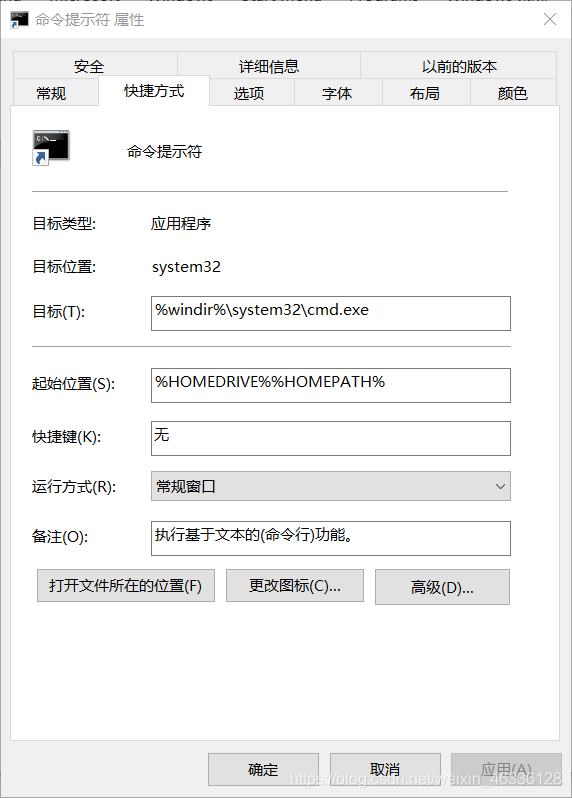 命令提示符 属性
安全 详细信息 以前的版本
常规 快捷方式 选项 字体 布局 颜色
命令提示符
目标类型: 应用程序
目标位置: system32
目标(T): %windir%\system32\cmd.exe
起始位置(S): %HOMEDRIVE%%HOMEPATH%
快捷键(K): 无
运行方式(R): 常规窗口
备注(O): 执行基于文本的(命令行)功能。
打开文件所在的位置(F) 更改图标(C)... 高级(D)...
确定 取消 应用(A)
https://blog.csdn.net/weixin_46336128